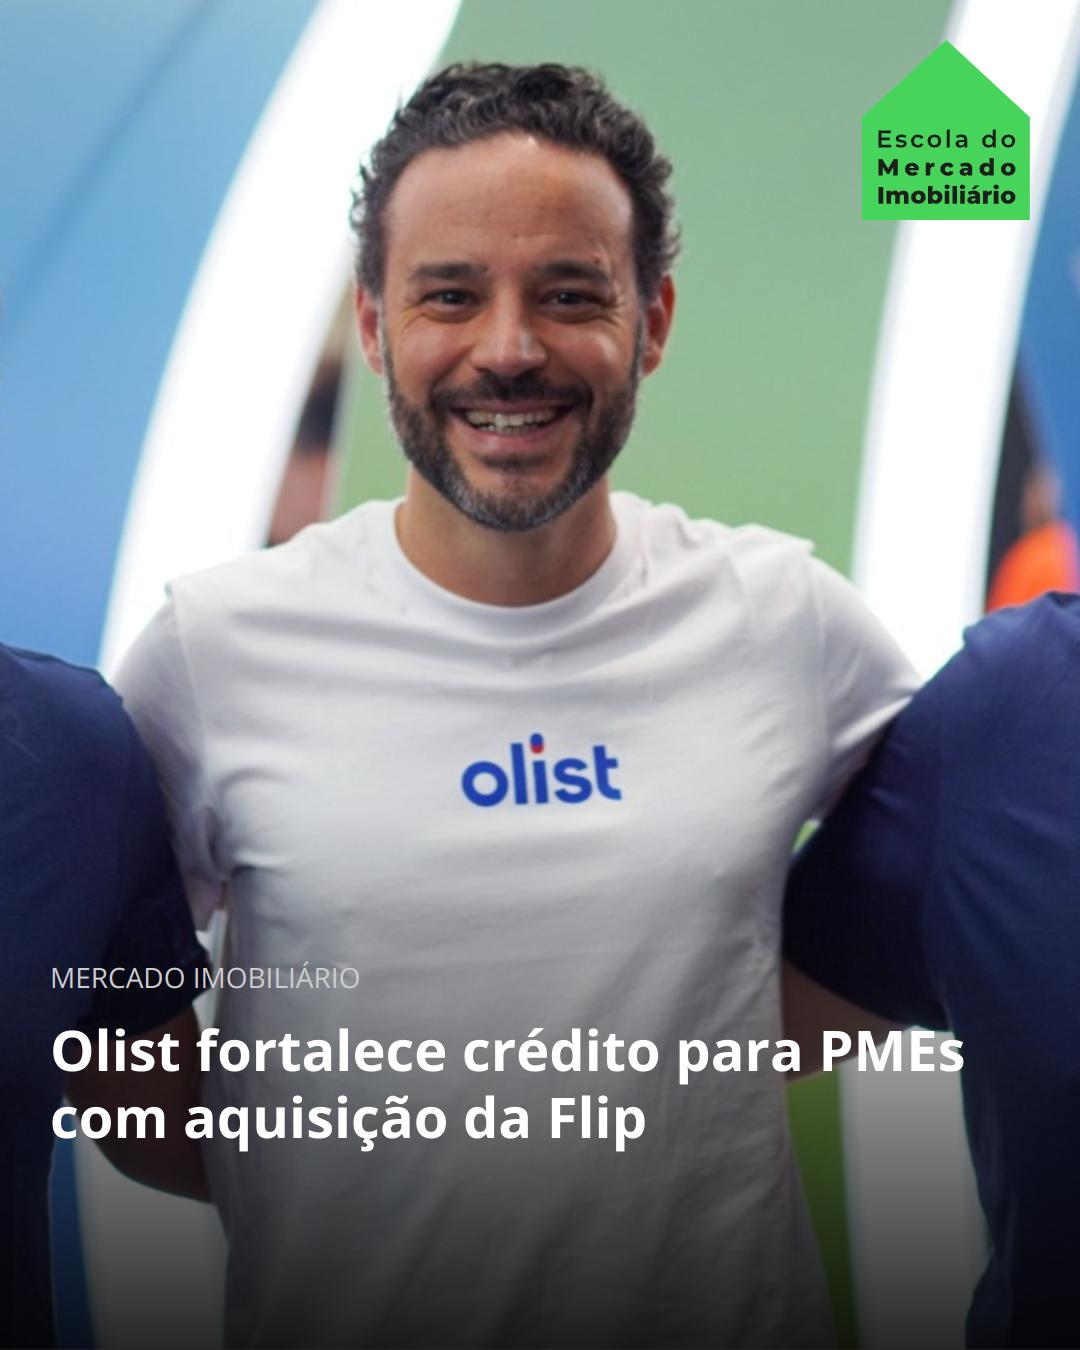 Escola do
Mercado
Imobiliário
olist
MERCADO IMOBILIÁRIO
Olist fortalece crédito para PMEs
com aquisição da Flip